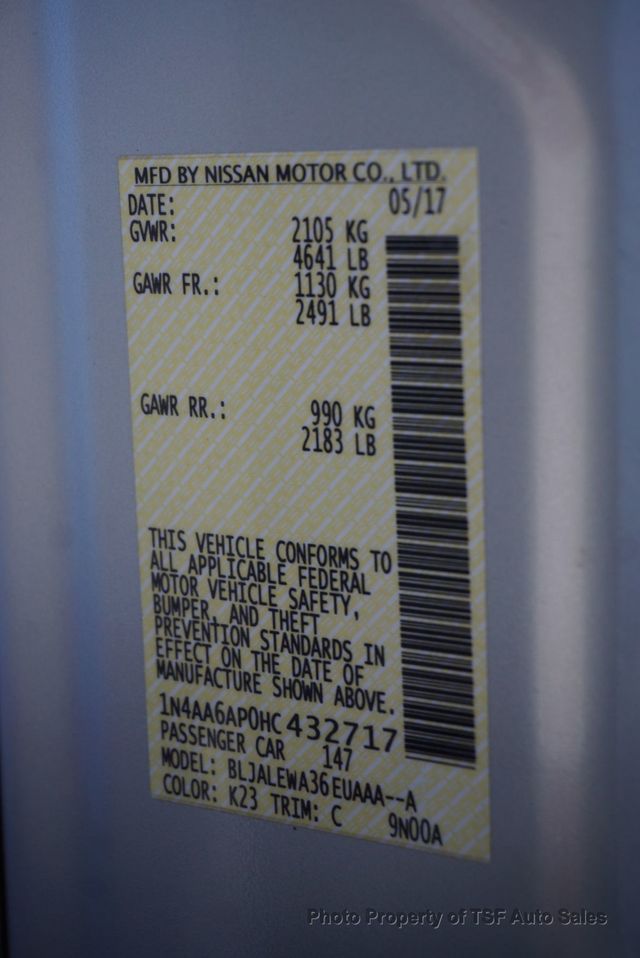 MFD BY NISSAN MOTOR CO., LTD.
DATE: 05/17
GVWR: 2105 KG
4641 LB
GAWR FR.: 1130 KG
2491 LB
GAWR RR.: 990 KG
2183 LB
THIS VEHICLE CONFORMS TO
ALL APPLICABLE FEDERAL
MOTOR VEHICLE SAFETY,
BUMPER, AND THEFT
PREVENTION STANDARDS IN
EFFECT ON THE DATE OF
MANUFACTURE SHOWN ABOVE.
1N4AA6AP0HC432717
PASSENGER CAR 147
MODEL: BLJALEWA36EUAAA--A
COLOR: K23 TRIM: C 9N00A
Photo Property of TSF Auto Sales